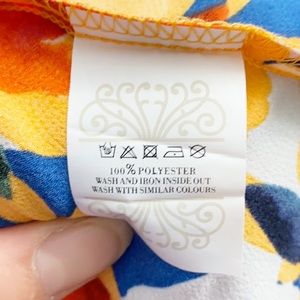 100% POLYESTER
WASH AND IRON INSIDE OUT
WASH WITH SIMILAR COLOURS